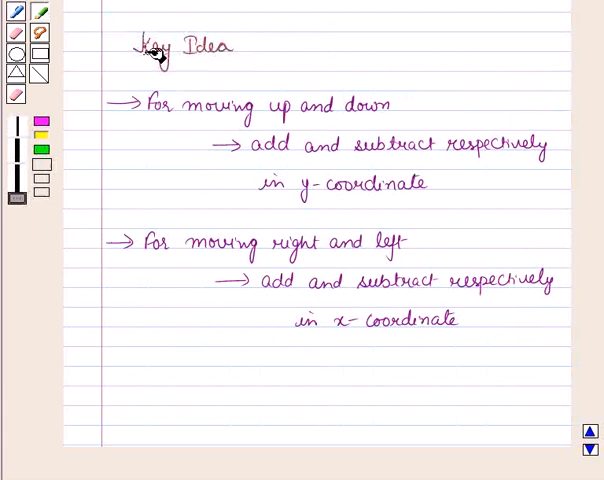 Key Idea
→ For moving up and down
→ add and subtract respectively
in y-coordinate
→ For moving right and left
→ add and subtract respectively
in x-coordinate